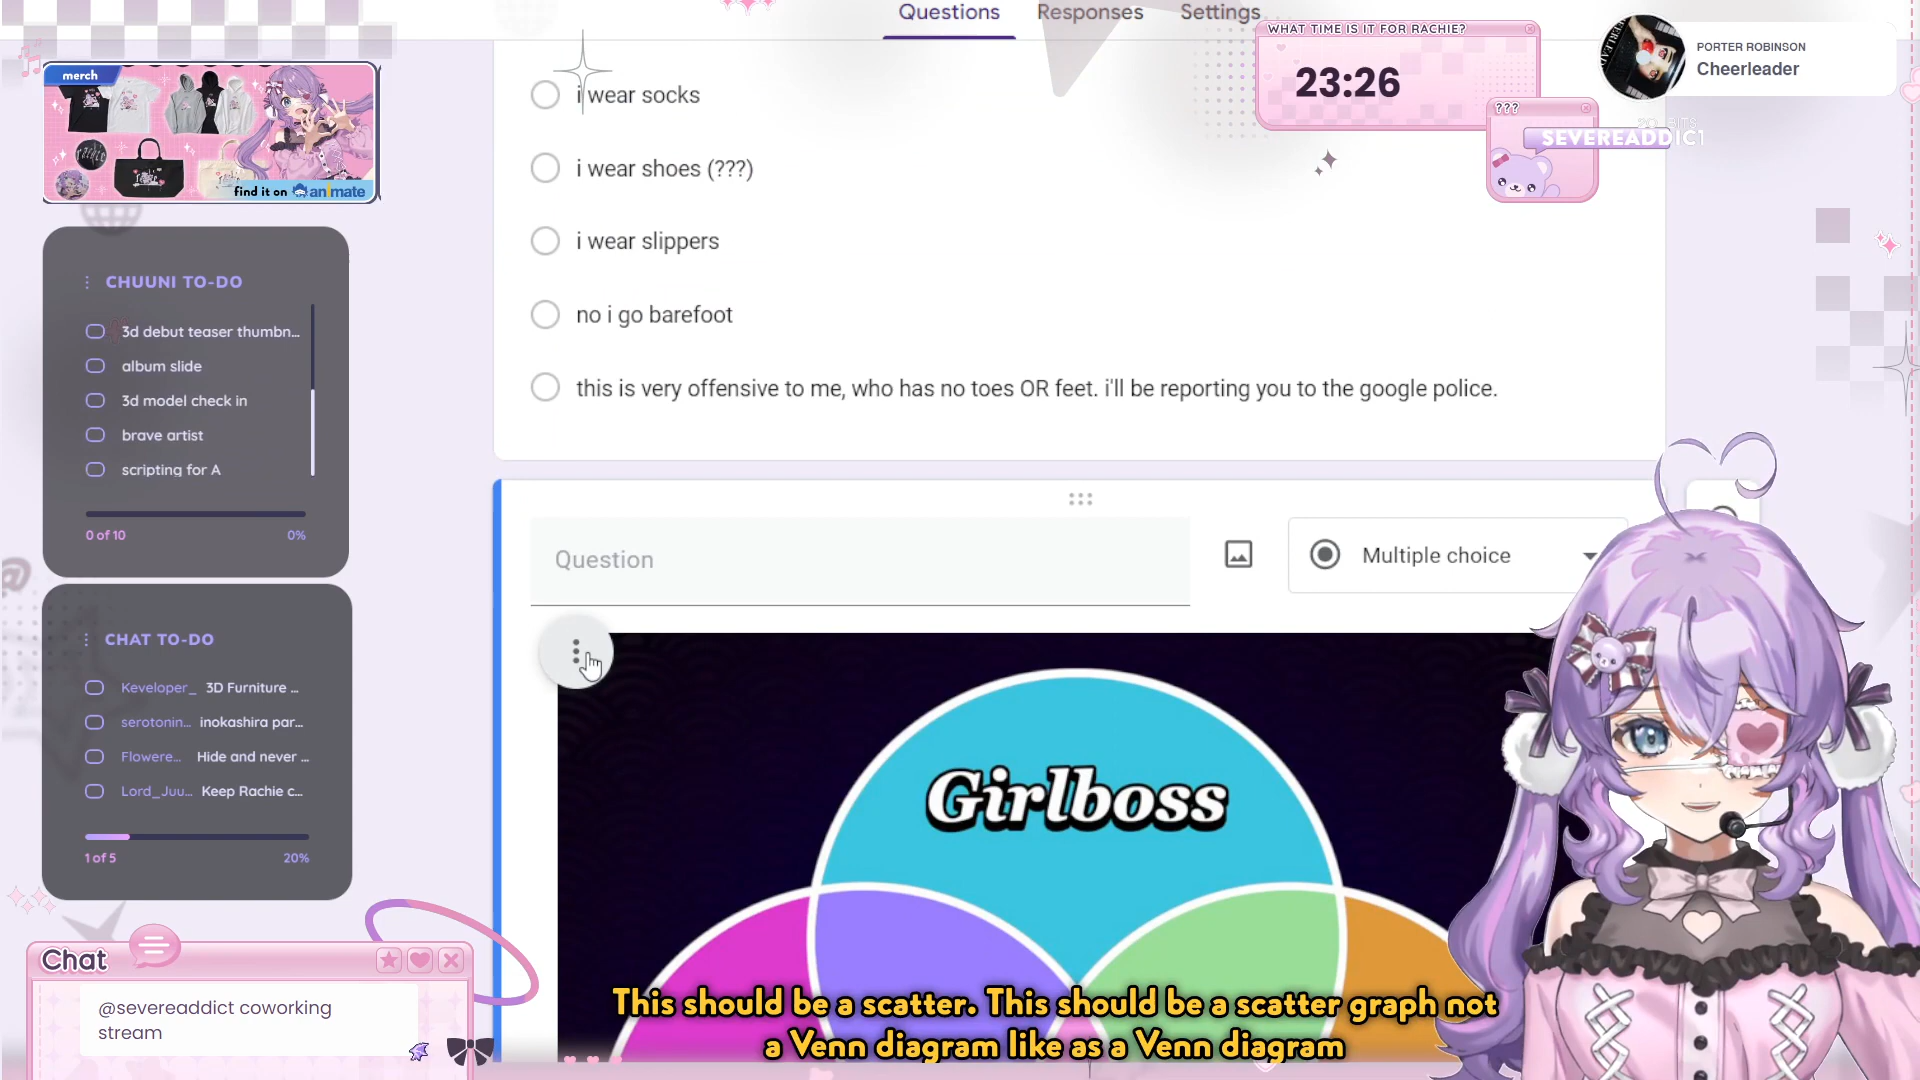 Questions
Responses
Settings
WHAT TIME IS IT FOR RACHIE?
23:26
PORTER ROBINSON
Cheerleader
???
20 BITS
SEVEREADDIC1
merch
find it on animate
i wear socks
i wear shoes (???)
i wear slippers
no i go barefoot
this is very offensive to me, who has no toes OR feet. i'll be reporting you to the google police.
CHUUNI TO-DO
3d debut teaser thumbn...
album slide
3d model check in
brave artist
scripting for A
0 of 10
0%
Question
Multiple choice
CHAT TO-DO
Keveloper_ 3D Furniture ...
serotonin... inokashira par...
Flowere... Hide and never ...
Lord_Juu... Keep Rachie c...
1 of 5
20%
Girlboss
Chat
@severeaddict coworking
stream
This should be a scatter. This should be a scatter graph not
a Venn diagram like as a Venn diagram